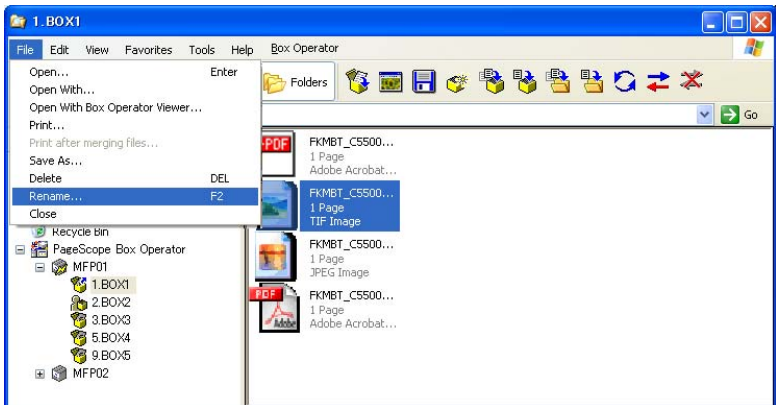 1.BOX1
File Edit View Favorites Tools Help Box Operator
Open... Enter
Open With...
Open With Box Operator Viewer...
Print...
Print after merging files...
Save As...
Delete DEL
Rename... F2
Close
Folders
Go
Recycle Bin
PageScope Box Operator
MFP01
1.BOX1
2.BOX2
3.BOX3
5.BOX4
9.BOX5
MFP02
PDF
FKMBT_C5500...
1 Page
Adobe Acrobat...
FKMBT_C5500...
1 Page
TIF Image
FKMBT_C5500...
1 Page
JPEG Image
PDF
Adobe
FKMBT_C5500...
1 Page
Adobe Acrobat...